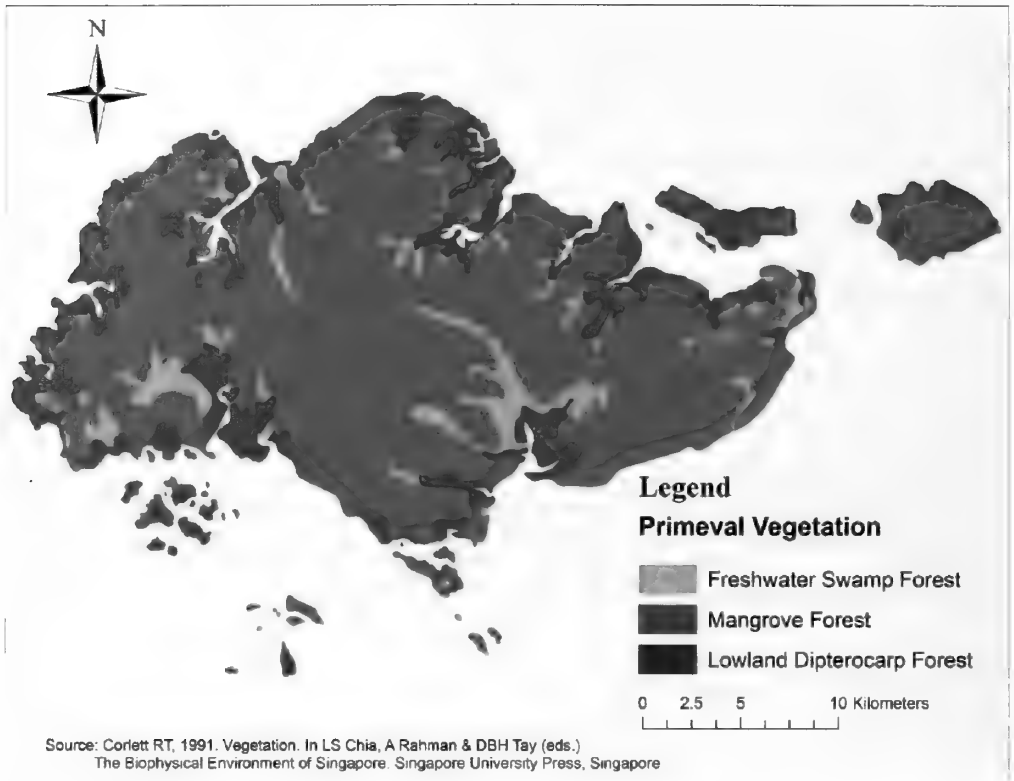 N
Legend
Primeval Vegetation
Freshwater Swamp Forest
Mangrove Forest
Lowland Dipterocarp Forest
0 2.5 5 10 Kilometers
Source: Corlett RT, 1991. Vegetation. In LS Chia, A Rahman & DBH Tay (eds.)
The Biophysical Environment of Singapore. Singapore University Press, Singapore